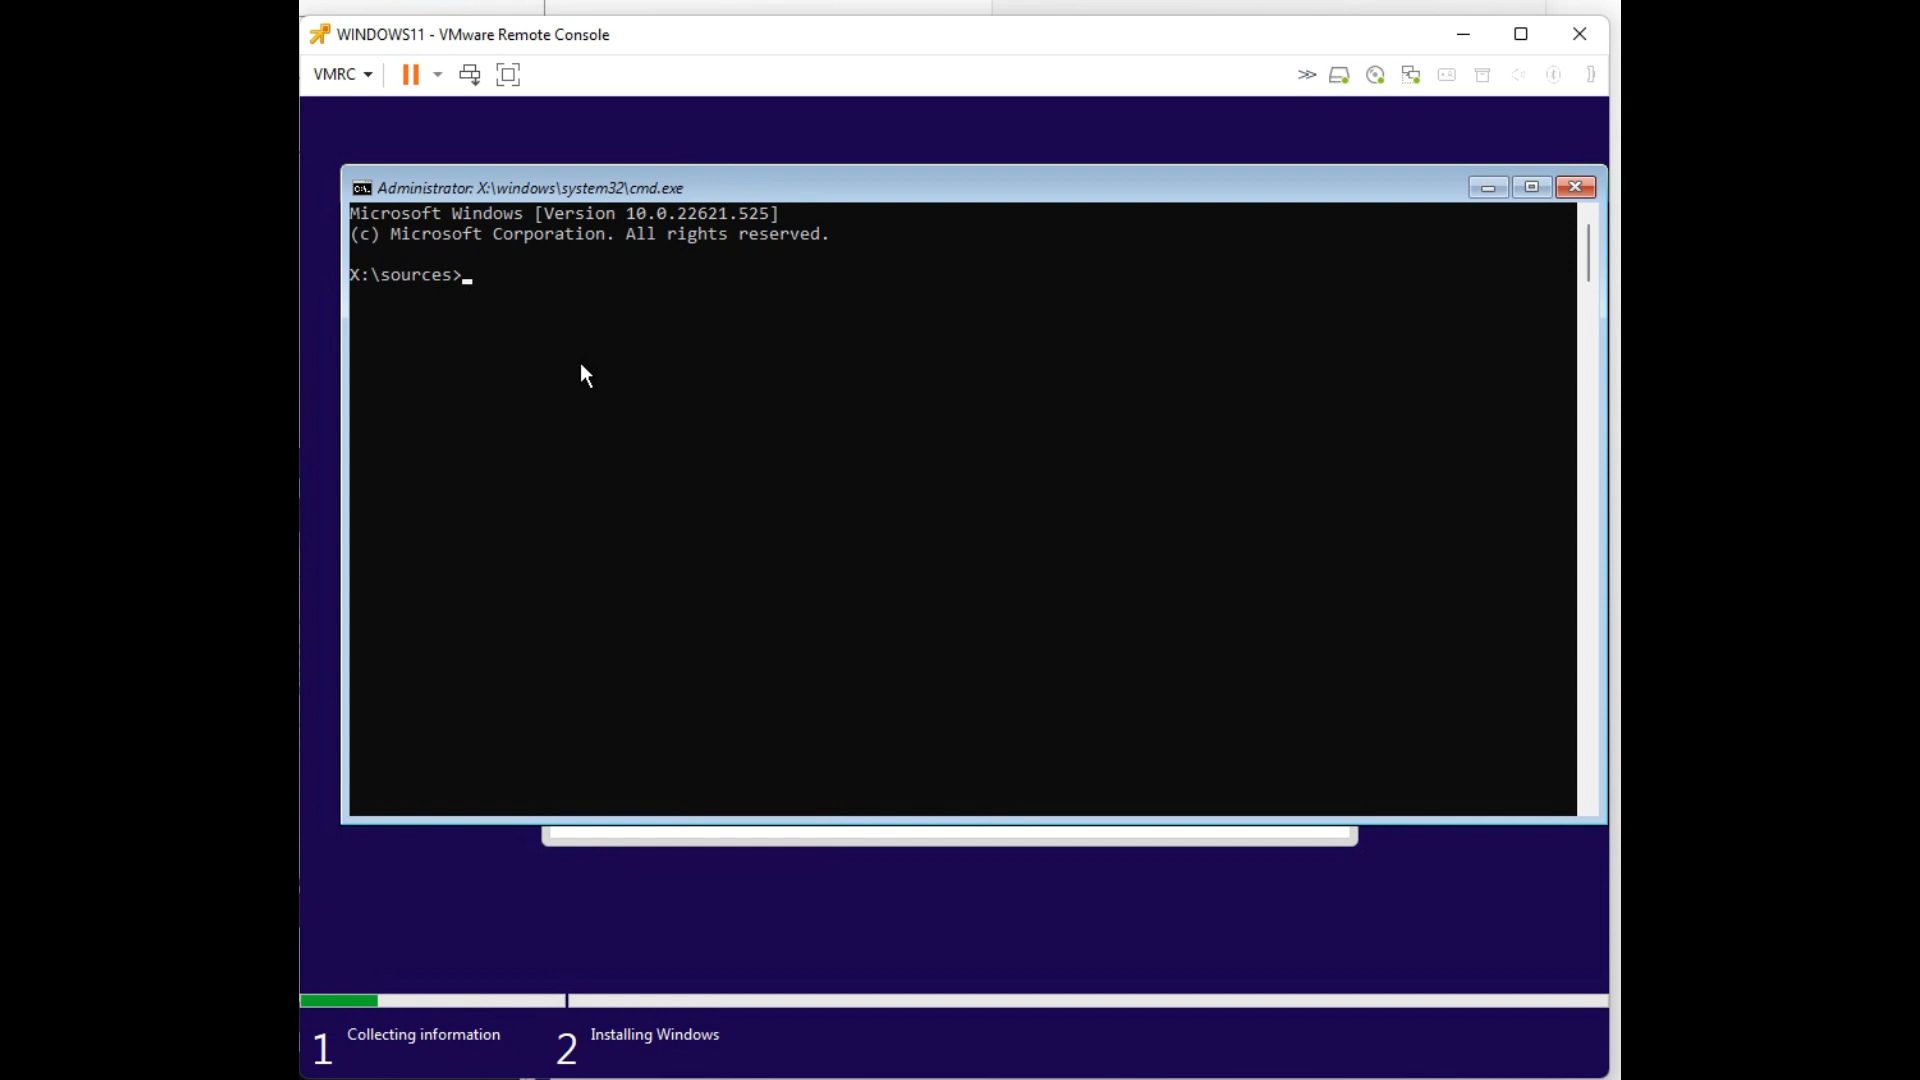 WINDOWS11 - VMware Remote Console
VMRC
Administrator: X:\windows\system32\cmd.exe
Microsoft Windows [Version 10.0.22621.525]
(c) Microsoft Corporation. All rights reserved.
X:\sources>
1 Collecting information
2 Installing Windows